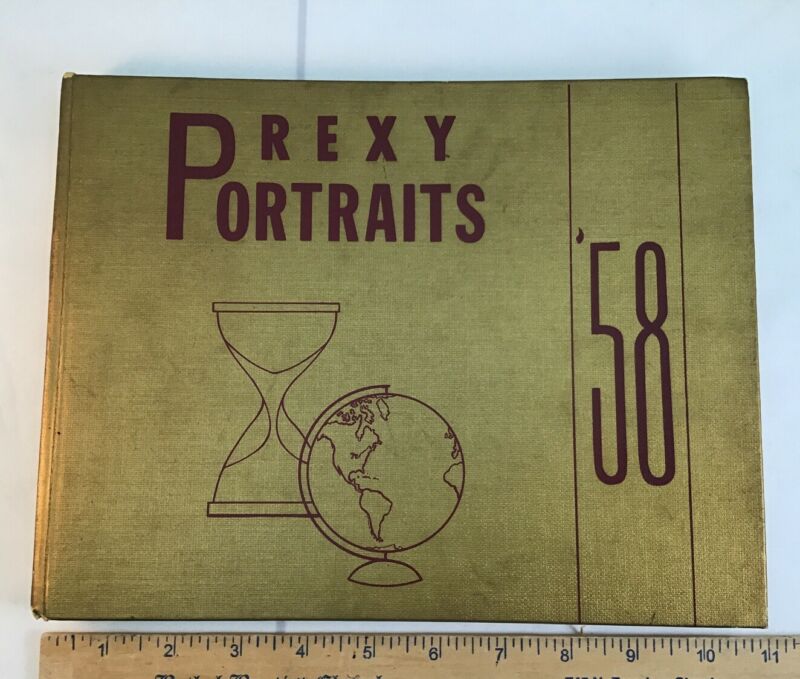 PREXY
PORTRAITS
'58
1 2 3 4 5 6 7 8 9 10 11